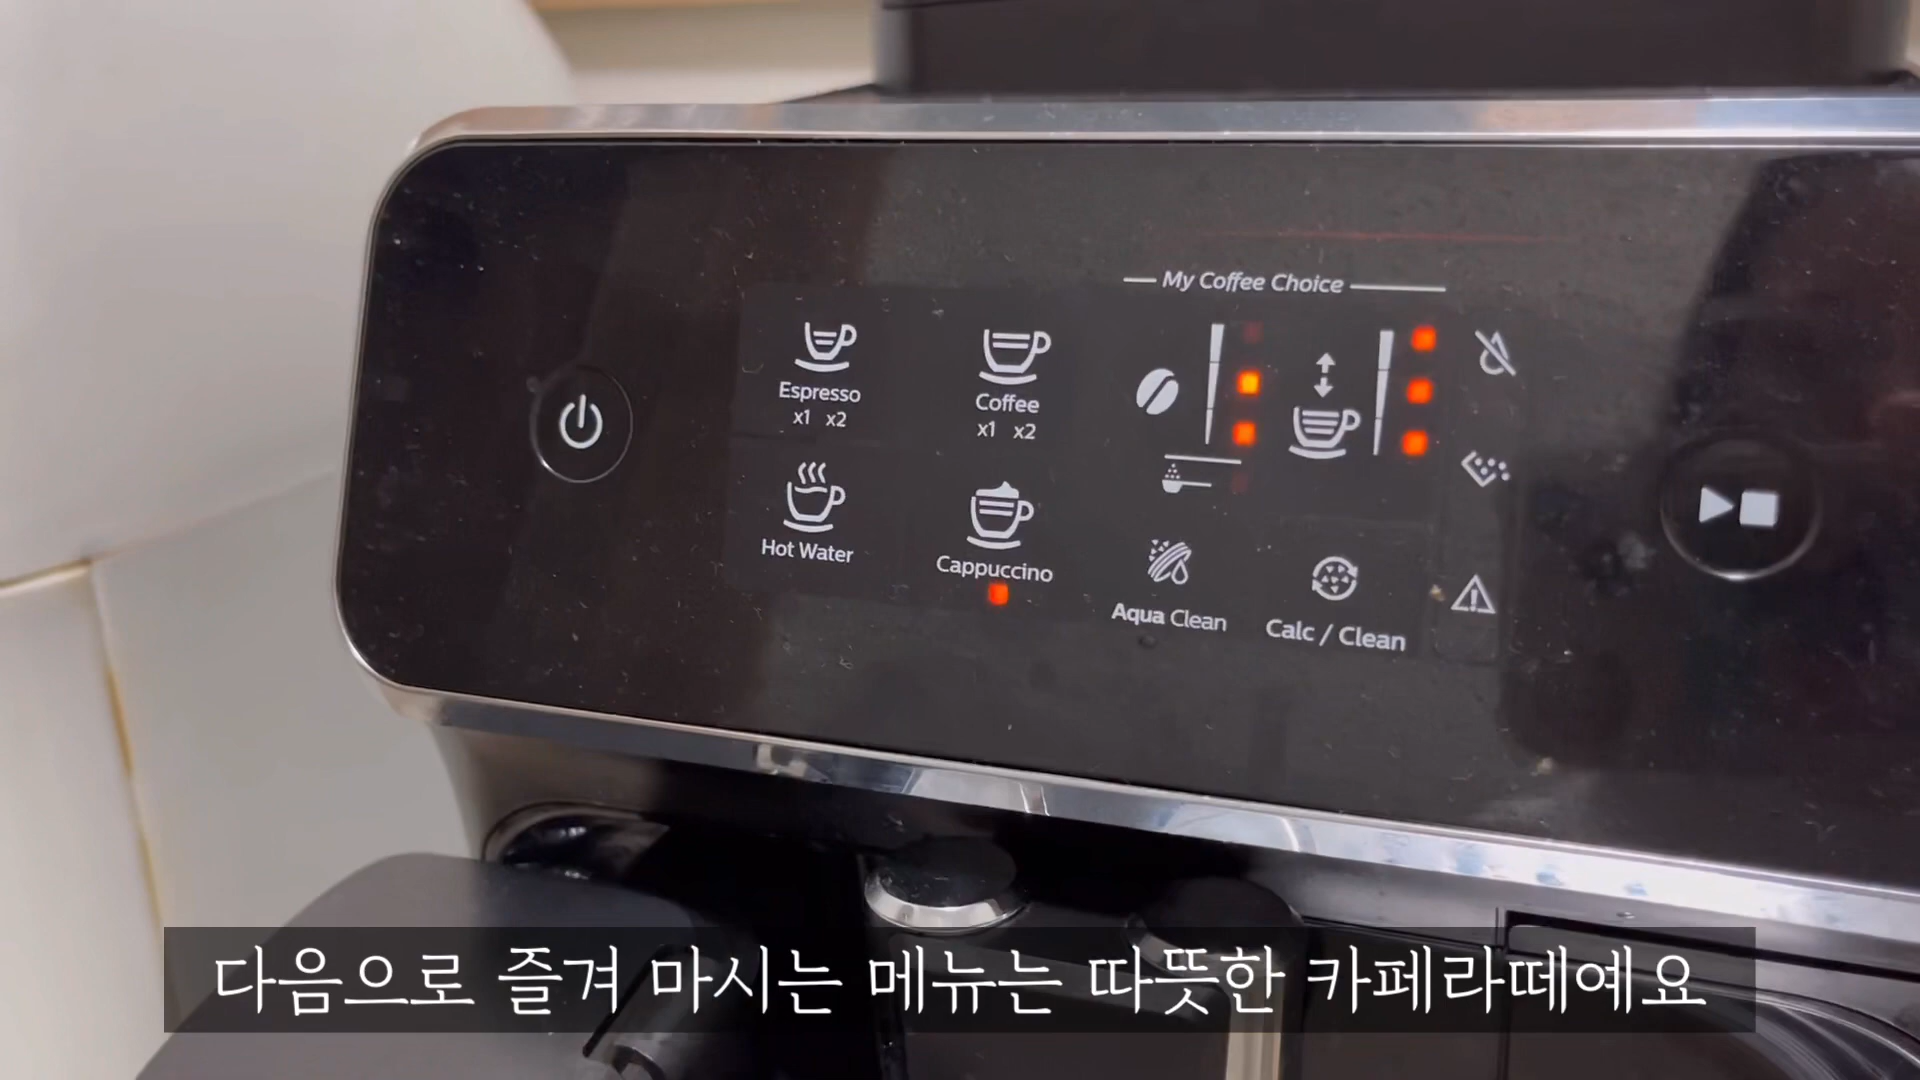 My Coffee Choice
Espresso
x1 x2
Coffee
x1 x2
Hot Water
Cappuccino
Aqua Clean
Calc / Clean
다음으로 즐겨 마시는 메뉴는 따뜻한 카페라떼예요